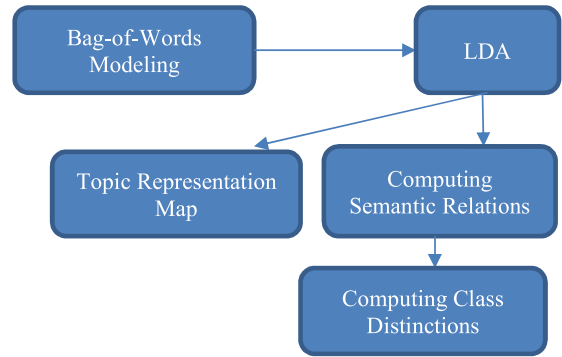 Bag-of-Words
Modeling
LDA
Topic Representation
Map
Computing
Semantic Relations
Computing Class
Distinctions